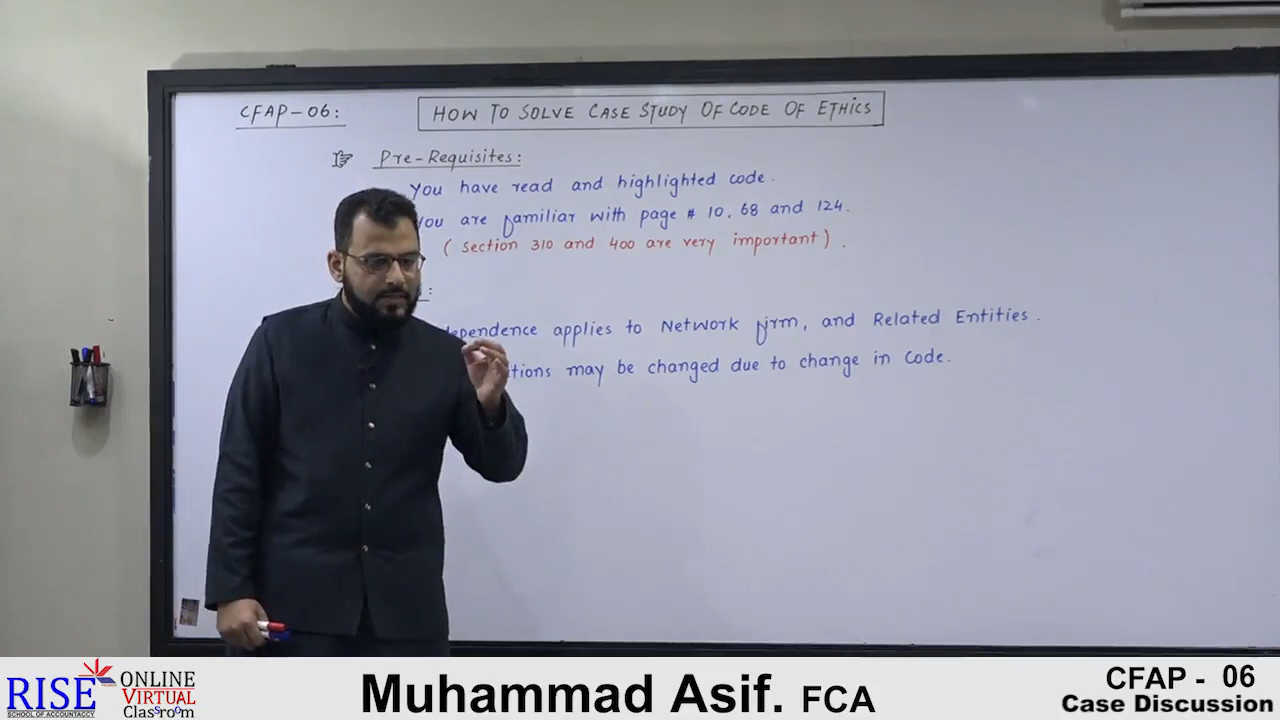 CFAP-06:
HOW TO SOLVE CASE STUDY OF CODE OF ETHICS
Pre-Requisites:
You have read and highlighted code.
You are familiar with page # 10, 68 and 124.
( Section 310 and 400 are very important ).
:
applies to Network firm, and Related Entities.
may be changed due to change in Code.
RISE
SCHOOL OF ACCOUNTACY
ONLINE
VIRTUAL
Classroom
Muhammad Asif. FCA
CFAP - 06
Case Discussion